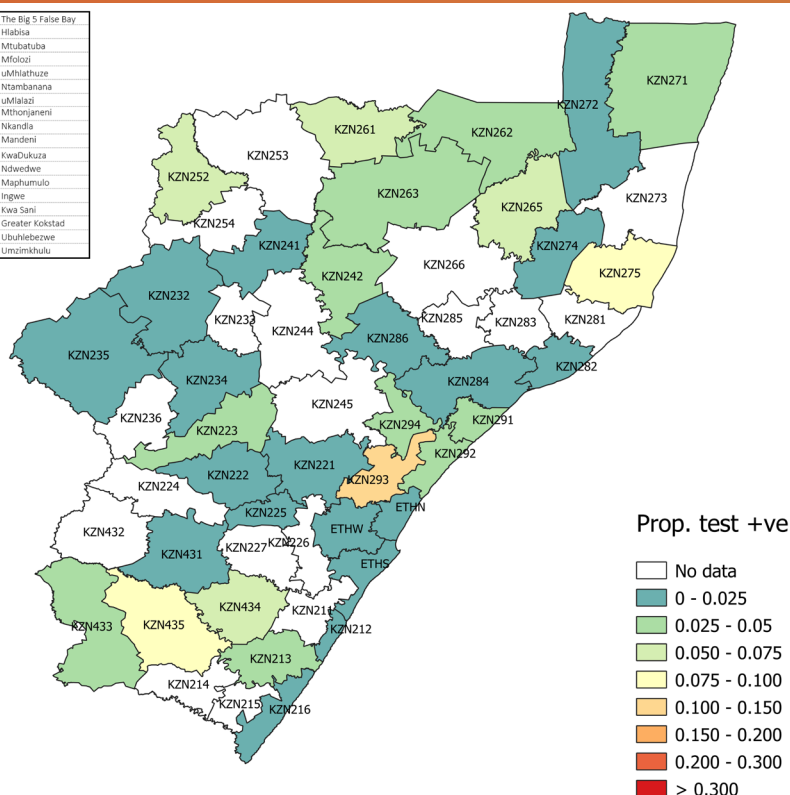 The Big 5 False Bay
Hlabisa
Mtubatuba
Mfolozi
uMhlathuze
Ntambanana
uMlalazi
Mthonjaneni
Nkandla
Mandeni
KwaDukuza
Ndwedwe
Maphumulo
Ingwe
Kwa Sani
Greater Kokstad
Ubuhlebezwe
Umzimkhulu
KZN271
KZN272
KZN261
KZN262
KZN253
KZN252
KZN263
KZN273
KZN265
KZN254
KZN241
KZN274
KZN266
KZN275
KZN242
KZN232
KZN233
KZN244
KZN285
KZN283
KZN281
KZN286
KZN235
KZN282
KZN234
KZN284
KZN245
KZN236
KZN291
KZN294
KZN223
KZN292
KZN221
KZN222
KZN293
KZN224
ETHN
KZN225
KZN432
ETHW
KZN227
KZN226
KZN431
ETHS
KZN434
KZN211
KZN433
KZN435
KZN212
KZN213
KZN214
KZN215
KZN216
Prop. test +ve
No data
0 - 0.025
0.025 - 0.05
0.050 - 0.075
0.075 - 0.100
0.100 - 0.150
0.150 - 0.200
0.200 - 0.300
> 0.300